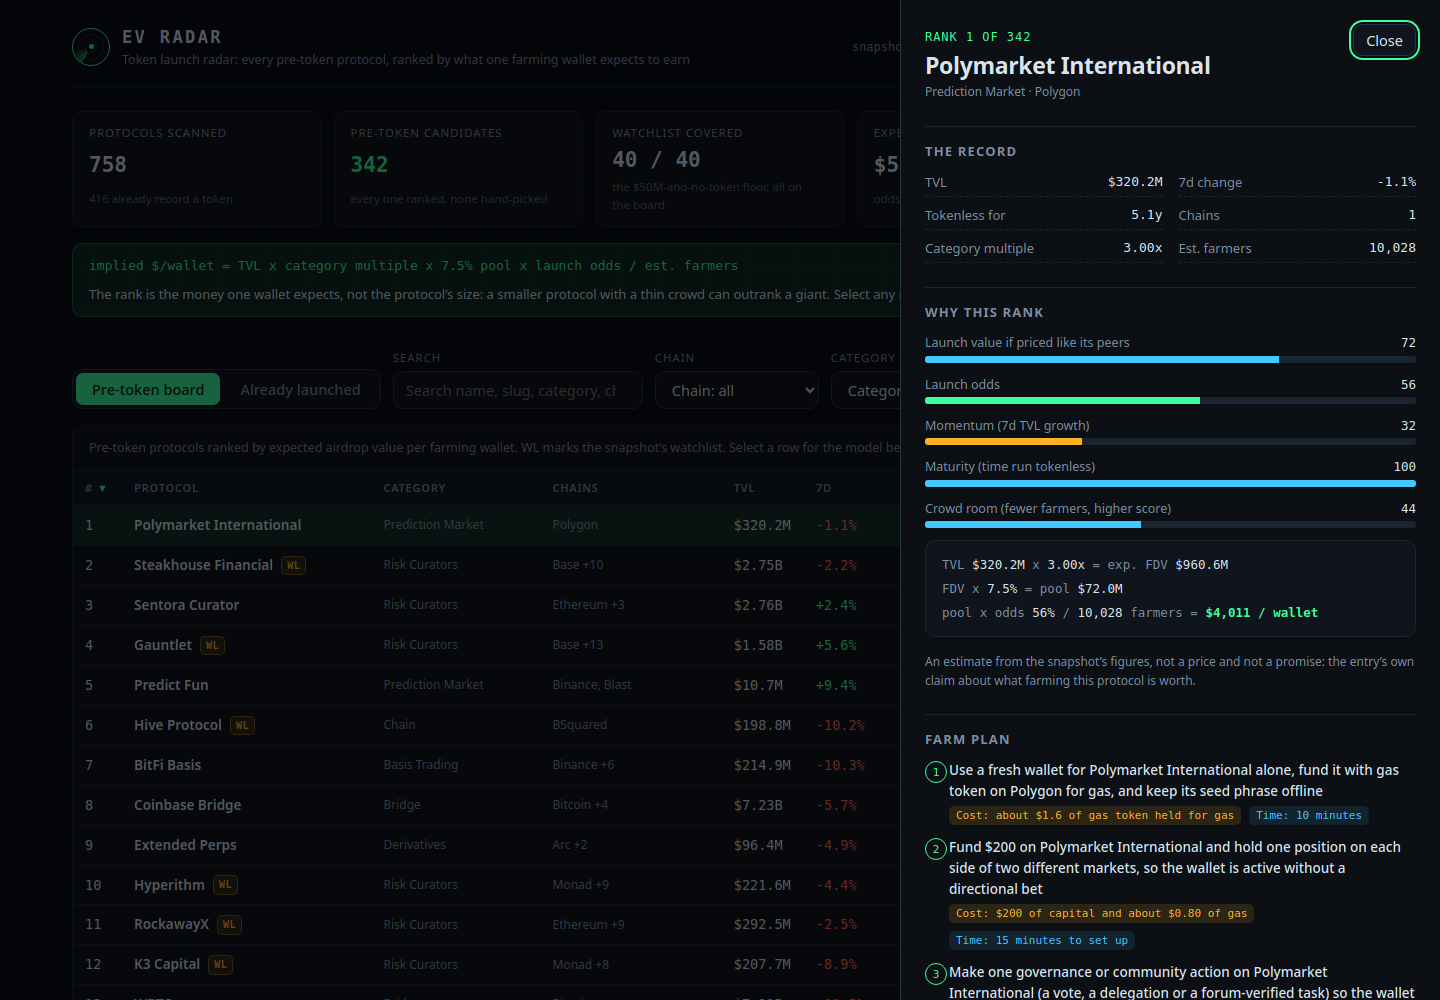 EV RADAR
Token launch radar: every pre-token protocol, ranked by what one farming wallet expects to earn
PROTOCOLS SCANNED
758
416 already record a token
PRE-TOKEN CANDIDATES
342
every one ranked, none hand-picked
WATCHLIST COVERED
40 / 40
the $50M-and-no-token floor, all on
the board
implied $/wallet = TVL x category multiple x 7.5% pool x launch odds / est. farmers
The rank is the money one wallet expects, not the protocol's size: a smaller protocol with a thin crowd can outrank a giant. Select any
Pre-token board
Already launched
SEARCH
Search name, slug, category, ch
CHAIN
Chain: all
CATEGORY
Pre-token protocols ranked by expected airdrop value per farming wallet. WL marks the snapshot's watchlist. Select a row for the model be
# ▼ PROTOCOL CATEGORY CHAINS TVL 7D
1 Polymarket International Prediction Market Polygon $320.2M -1.1%
2 Steakhouse Financial WL Risk Curators Base +10 $2.75B -2.2%
3 Sentora Curator Risk Curators Ethereum +3 $2.76B +2.4%
4 Gauntlet WL Risk Curators Base +13 $1.58B +5.6%
5 Predict Fun Prediction Market Binance, Blast $10.7M +9.4%
6 Hive Protocol WL Chain BSquared $198.8M -10.2%
7 BitFi Basis Basis Trading Binance +6 $214.9M -10.3%
8 Coinbase Bridge Bridge Bitcoin +4 $7.23B -5.7%
9 Extended Perps Derivatives Arc +2 $96.4M -4.9%
10 Hyperithm WL Risk Curators Monad +9 $221.6M -4.4%
11 RockawayX WL Risk Curators Ethereum +9 $292.5M -2.5%
12 K3 Capital WL Risk Curators Monad +8 $207.7M -8.9%
RANK 1 OF 342
Close
Polymarket International
Prediction Market · Polygon
THE RECORD
TVL $320.2M 7d change -1.1%
Tokenless for 5.1y Chains 1
Category multiple 3.00x Est. farmers 10,028
WHY THIS RANK
Launch value if priced like its peers 72
Launch odds 56
Momentum (7d TVL growth) 32
Maturity (time run tokenless) 100
Crowd room (fewer farmers, higher score) 44
TVL $320.2M x 3.00x = exp. FDV $960.6M
FDV x 7.5% = pool $72.0M
pool x odds 56% / 10,028 farmers = $4,011 / wallet
An estimate from the snapshot's figures, not a price and not a promise: the entry's own
claim about what farming this protocol is worth.
FARM PLAN
1 Use a fresh wallet for Polymarket International alone, fund it with gas
token on Polygon for gas, and keep its seed phrase offline
Cost: about $1.6 of gas token held for gas Time: 10 minutes
2 Fund $200 on Polymarket International and hold one position on each
side of two different markets, so the wallet is active without a
directional bet
Cost: $200 of capital and about $0.80 of gas
Time: 15 minutes to set up
3 Make one governance or community action on Polymarket
International (a vote, a delegation or a forum-verified task) so the wallet